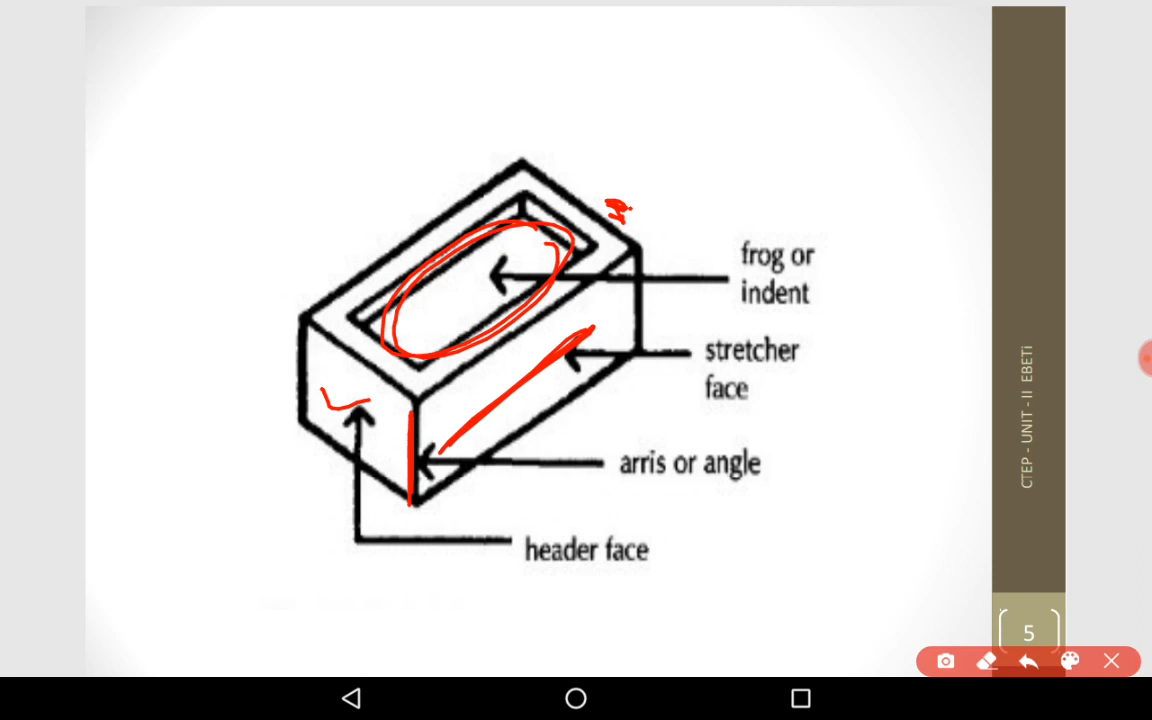 frog or
indent
stretcher
face
arris or angle
header face
CTEP - UNIT - II EBETi
5